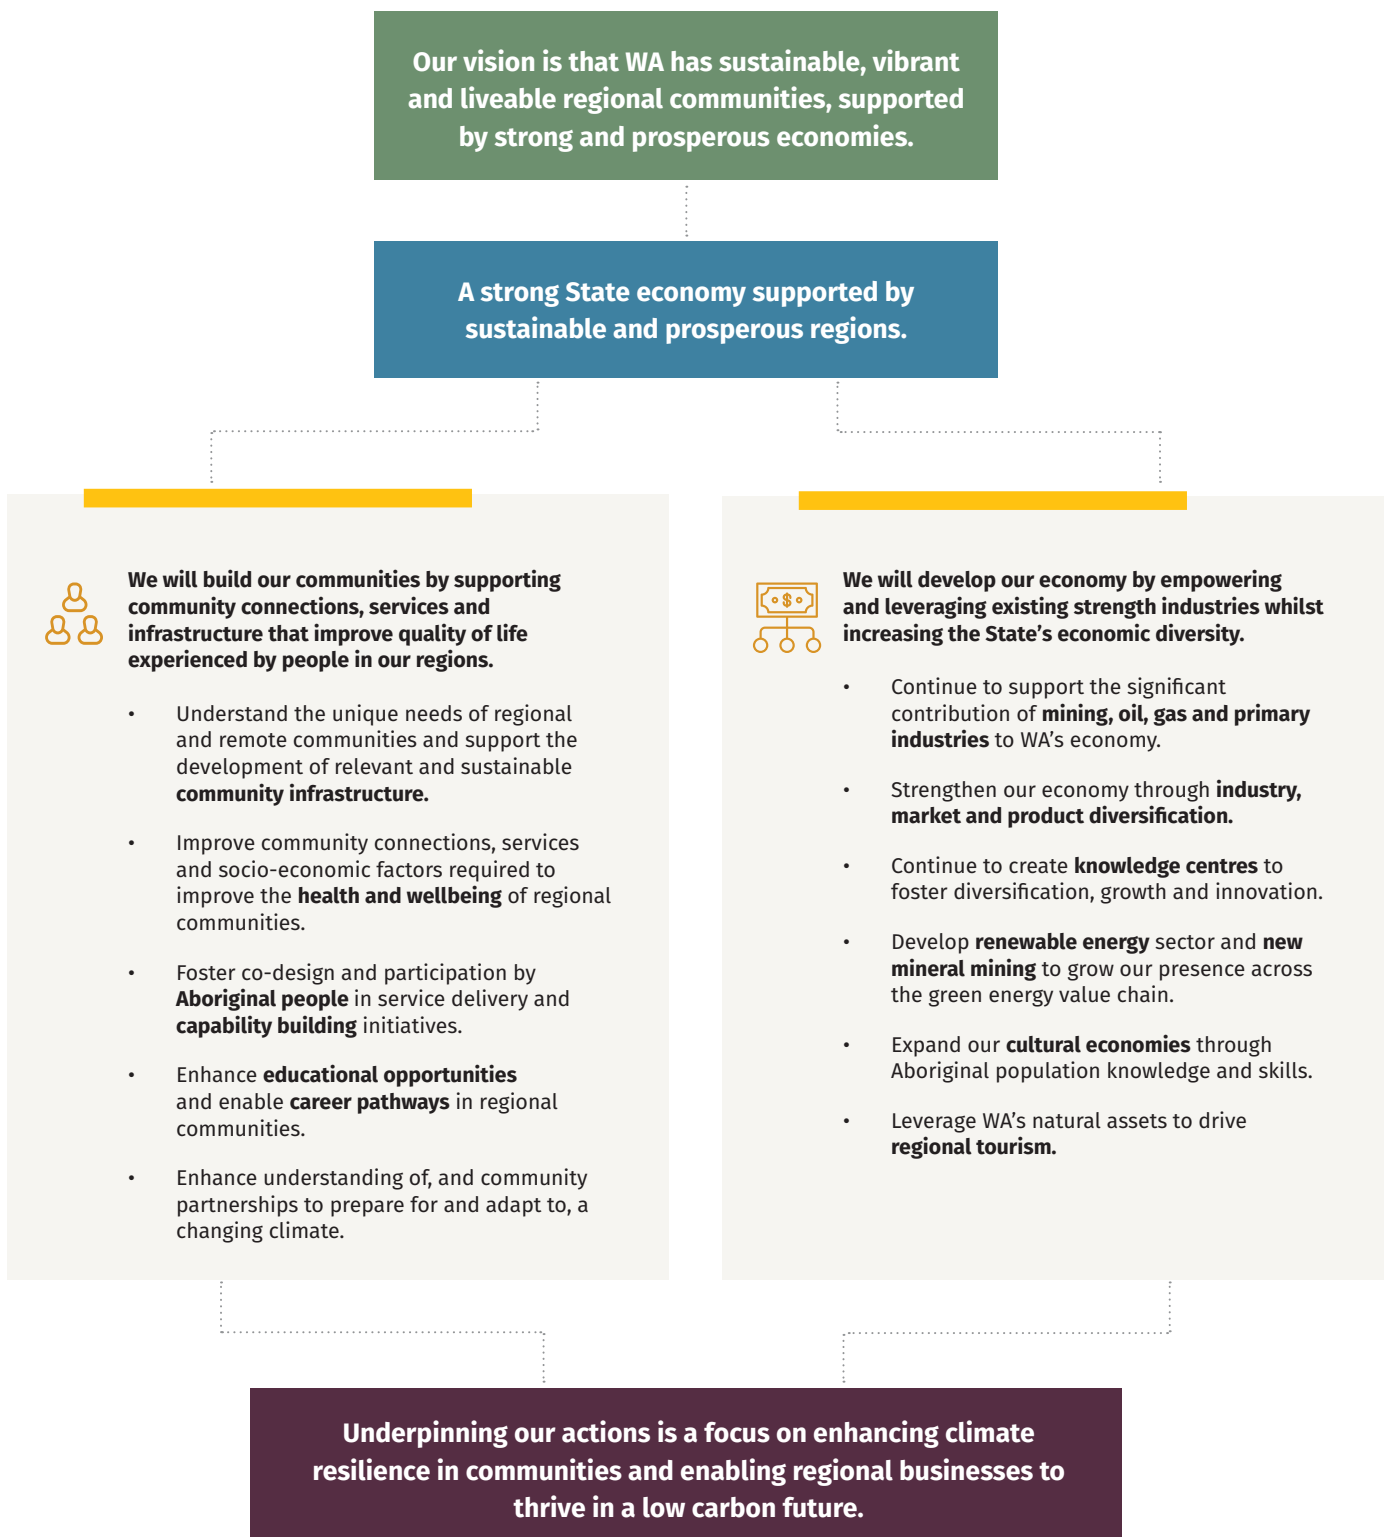 Our vision is that WA has sustainable, vibrant
and liveable regional communities, supported
by strong and prosperous economies.
A strong State economy supported by
sustainable and prosperous regions.
We will build our communities by supporting
community connections, services and
infrastructure that improve quality of life
experienced by people in our regions.
• Understand the unique needs of regional
and remote communities and support the
development of relevant and sustainable
community infrastructure.
• Improve community connections, services
and socio-economic factors required to
improve the health and wellbeing of regional
communities.
• Foster co-design and participation by
Aboriginal people in service delivery and
capability building initiatives.
• Enhance educational opportunities
and enable career pathways in regional
communities.
• Enhance understanding of, and community
partnerships to prepare for and adapt to, a
changing climate.
$
We will develop our economy by empowering
and leveraging existing strength industries whilst
increasing the State’s economic diversity.
• Continue to support the significant
contribution of mining, oil, gas and primary
industries to WA’s economy.
• Strengthen our economy through industry,
market and product diversification.
• Continue to create knowledge centres to
foster diversification, growth and innovation.
• Develop renewable energy sector and new
mineral mining to grow our presence across
the green energy value chain.
• Expand our cultural economies through
Aboriginal population knowledge and skills.
• Leverage WA’s natural assets to drive
regional tourism.
Underpinning our actions is a focus on enhancing climate
resilience in communities and enabling regional businesses to
thrive in a low carbon future.